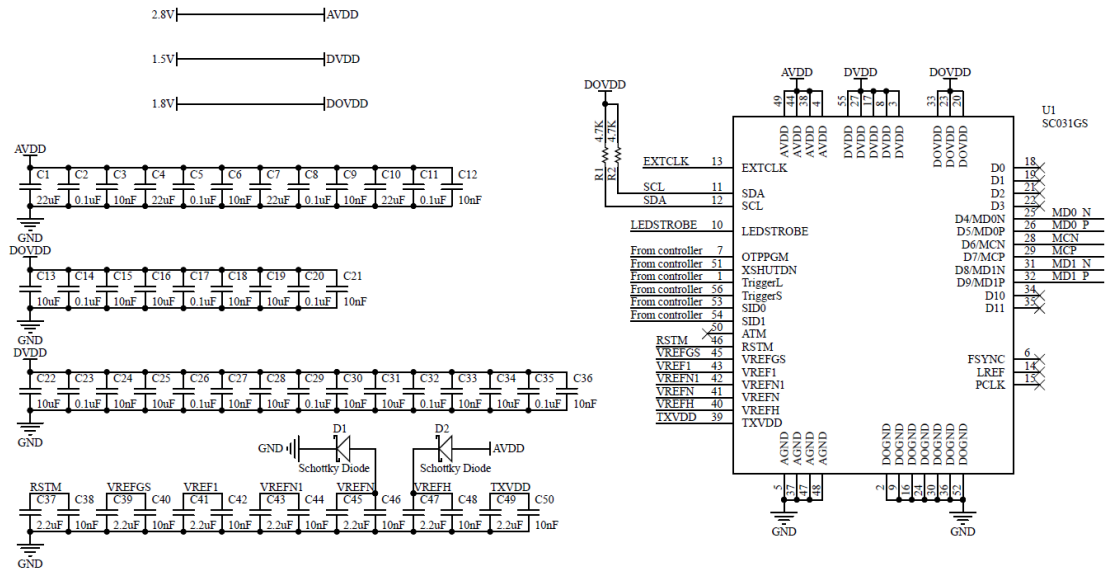 2.8V AVDD
1.5V DVDD
1.8V DOVDD
AVDD
C1 C2 C3 C4 C5 C6 C7 C8 C9 C10 C11 C12
22uF 0.1uF 10nF 22uF 0.1uF 10nF 22uF 0.1uF 10nF 22uF 0.1uF 10nF
GND
DOVDD
C13 C14 C15 C16 C17 C18 C19 C20 C21
10uF 0.1uF 10nF 10uF 0.1uF 10nF 10uF 0.1uF 10nF
GND
DVDD
C22 C23 C24 C25 C26 C27 C28 C29 C30 C31 C32 C33 C34 C35 C36
10uF 0.1uF 10nF 10uF 0.1uF 10nF 10uF 0.1uF 10nF 10uF 0.1uF 10nF 10uF 0.1uF 10nF
GND
D1 D2
GND AVDD
Schottky Diode Schottky Diode
RSTM VREFGS VREF1 VREFN1 VREFN VREFH TXVDD
C37 C38 C39 C40 C41 C42 C43 C44 C45 C46 C47 C48 C49 C50
2.2uF 10nF 2.2uF 10nF 2.2uF 10nF 2.2uF 10nF 2.2uF 10nF 2.2uF 10nF 2.2uF 10nF
GND
DOVDD
4.7K 4.7K
R1 R2
AVDD DVDD DOVDD
49 44 38 4 55 27 17 8 3 33 23 20
AVDD AVDD AVDD AVDD DVDD DVDD DVDD DVDD DVDD DOVDD DOVDD DOVDD
U1
SC031GS
EXTCLK 13 EXTCLK
SCL 11 SDA
SDA 12 SCL
LEDSTROBE 10 LEDSTROBE
From controller 7 OTPPGM
From controller 51 XSHUTDN
From controller 1 TriggerL
From controller 56 TriggerS
From controller 53 SID0
From controller 54 SID1
50 ATM
RSTM 46 RSTM
VREFGS 45 VREFGS
VREF1 43 VREF1
VREFN1 42 VREFN1
VREFN 41 VREFN
VREFH 40 VREFH
TXVDD 39 TXVDD
D0 18
D1 19
D2 21
D3 22
D4/MD0N 25 MD0_N
D5/MD0P 26 MD0_P
D6/MCN 28 MCN
D7/MCP 29 MCP
D8/MD1N 31 MD1_N
D9/MD1P 32 MD1_P
D10 34
D11 35
FSYNC 6
LREF 14
PCLK 15
AGND AGND AGND AGND DOGND DOGND DOGND DOGND DOGND DOGND DOGND
5 37 47 48 2 9 16 24 30 36 52
GND GND